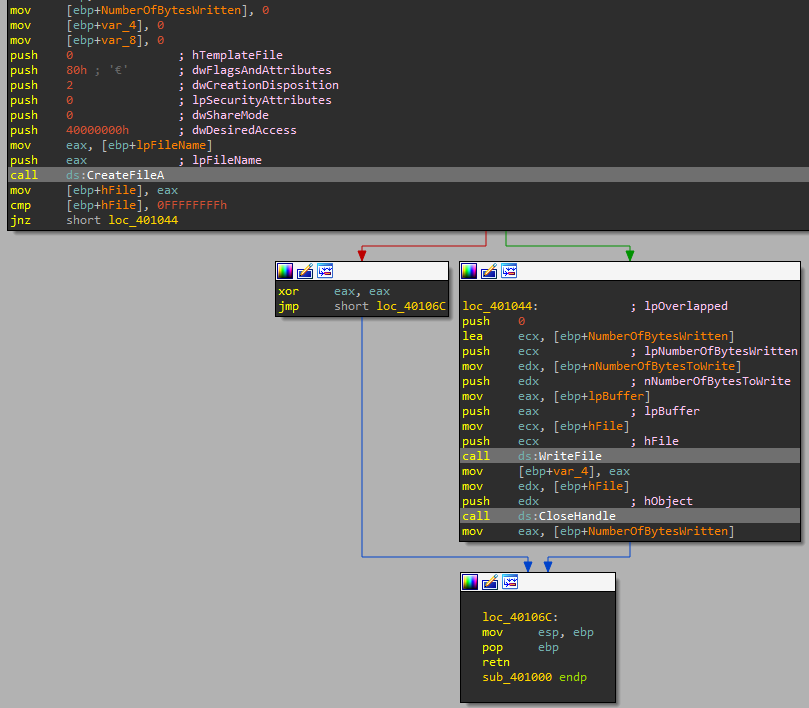 mov [ebp+NumberOfBytesWritten], 0
mov [ebp+var_4], 0
mov [ebp+var_8], 0
push 0 ; hTemplateFile
push 80h ; '€' ; dwFlagsAndAttributes
push 2 ; dwCreationDisposition
push 0 ; lpSecurityAttributes
push 0 ; dwShareMode
push 40000000h ; dwDesiredAccess
mov eax, [ebp+lpFileName]
push eax ; lpFileName
call ds:CreateFileA
mov [ebp+hFile], eax
cmp [ebp+hFile], 0FFFFFFFFh
jnz short loc_401044
xor eax, eax
jmp short loc_40106C
loc_401044: ; lpOverlapped
push 0
lea ecx, [ebp+NumberOfBytesWritten]
push ecx ; lpNumberOfBytesWritten
mov edx, [ebp+nNumberOfBytesToWrite]
push edx ; nNumberOfBytesToWrite
mov eax, [ebp+lpBuffer]
push eax ; lpBuffer
mov ecx, [ebp+hFile]
push ecx ; hFile
call ds:WriteFile
mov [ebp+var_4], eax
mov edx, [ebp+hFile]
push edx ; hObject
call ds:CloseHandle
mov eax, [ebp+NumberOfBytesWritten]
loc_40106C:
mov esp, ebp
pop ebp
retn
sub_401000 endp